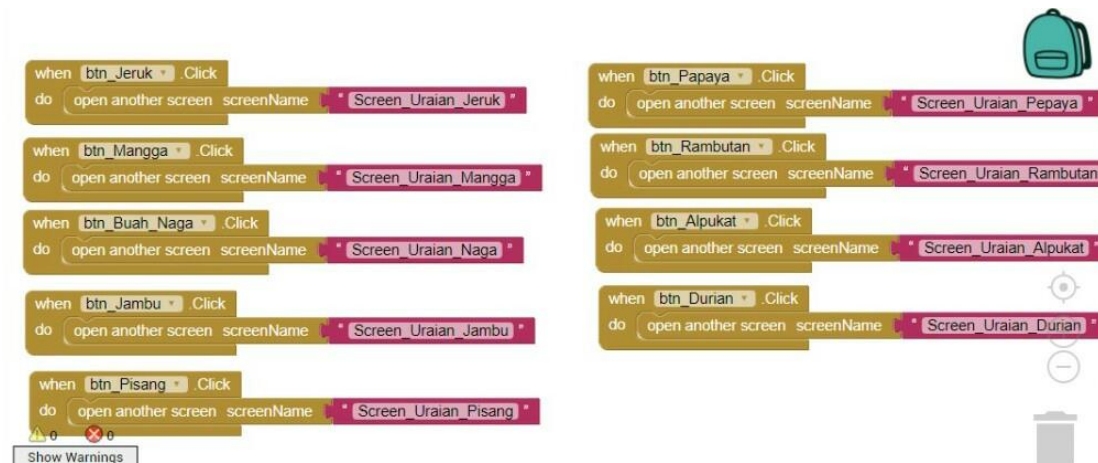 when btn_Jeruk .Click
do open another screen screenName " Screen_Uraian_Jeruk "
when btn_Mangga .Click
do open another screen screenName " Screen_Uraian_Mangga "
when btn_Buah_Naga .Click
do open another screen screenName " Screen_Uraian_Naga "
when btn_Jambu .Click
do open another screen screenName " Screen_Uraian_Jambu "
when btn_Pisang .Click
do open another screen screenName " Screen_Uraian_Pisang "
0 0
Show Warnings
when btn_Papaya .Click
do open another screen screenName " Screen_Uraian_Pepaya "
when btn_Rambutan .Click
do open another screen screenName " Screen_Uraian_Rambutan
when btn_Alpukat .Click
do open another screen screenName " Screen_Uraian_Alpukat "
when btn_Durian .Click
do open another screen screenName " Screen_Uraian_Durian "